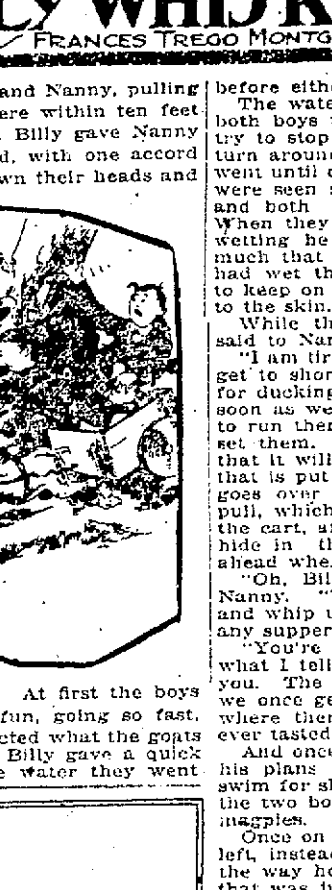 LY WHISK
FRANCES TREGO MONTG
and Nanny, pulling
ere within ten feet
Billy gave Nanny
d, with one accord
wn their heads and
At first the boys
fun, going so fast,
cted what the goats
Billy gave a quick
e water they went
before eith
The wate
both boys
try to stop
turn aroun
went until
were seen s
and both
When they
wetting he
much that
had wet th
to keep on
to the skin.
While th
said to Nan
"I am tir
get to shor
for ducking
soon as we
to run ther
set them.
that it will
that is put
goes over
pull, which
the cart, a
hide in th
ahead whe
"Oh, Bil
Nanny. "
and whip u
any supper
"You're
what I tell
you. The
we once ge
where ther
ever tasted
And once
his plans
swim for s
the two bo
magpies.
Once on
left, instea
the way h
that was